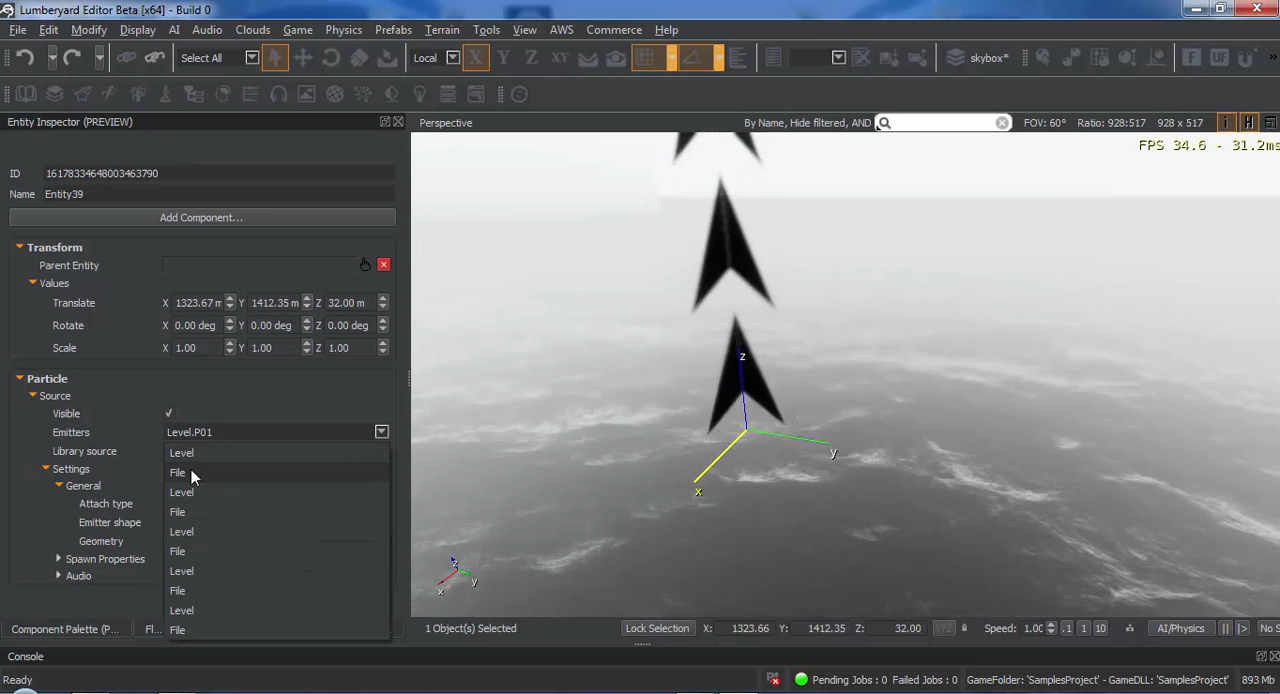 Lumberyard Editor Beta [x64] - Build 0
File Edit Modify Display AI Audio Clouds Game Physics Prefabs Terrain Tools View AWS Commerce Help
Select All Local X Y Z XY skybox* F UF »
Entity Inspector (PREVIEW)
Perspective By Name, Hide filtered, AND FOV: 60° Ratio: 928:517 928 x 517 i H
FPS 34.6 - 31.2ms
ID 16178334648003463790
Name Entity39
Add Component...
Transform
Parent Entity
Values
Translate X 1323.67 m Y 1412.35 m Z 32.00 m
Rotate X 0.00 deg Y 0.00 deg Z 0.00 deg
Scale X 1.00 Y 1.00 Z 1.00
Particle
Source
Visible
Emitters Level.P01
Library source
Level
Settings
File
General
Level
Attach type
File
Emitter shape
Level
Geometry
File
Spawn Properties
Level
Audio
File
Level
File
z
y
x
z
y
x
Component Palette (P... Fl...
1 Object(s) Selected Lock Selection X: 1323.66 Y: 1412.35 Z: 32.00 XYZ Speed: 1.00 .1 1 10 AI/Physics No S
Console
Ready Pending Jobs : 0 Failed Jobs : 0 GameFolder: 'SamplesProject' - GameDLL: 'SamplesProject' 893 Mb